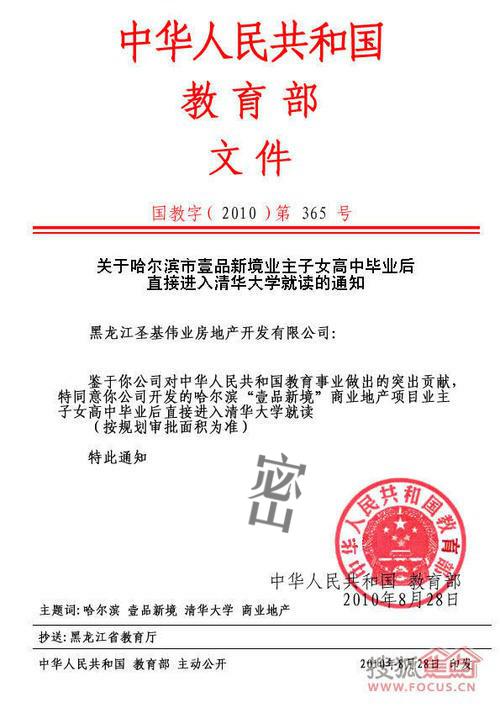 中华人民共和国
教育部
文件
国教字(2010)第 365 号
关于哈尔滨市壹品新境业主子女高中毕业后
直接进入清华大学就读的通知
黑龙江圣基伟业房地产开发有限公司:
鉴于你公司对中华人民共和国教育事业做出的突出贡献,
特同意你公司开发的哈尔滨“壹品新境”商业地产项目业主
子女高中毕业后直接进入清华大学就读
(按规划审批面积为准)
特此通知
密
中华人民共和国教育部
中华人民共和国 教育部
2010年8月28日
主题词:哈尔滨 壹品新境 清华大学 商业地产
抄送:黑龙江省教育厅
中华人民共和国 教育部 主动公开 2010年8月28日 印发
搜狐焦点
WWW.FOCUS.CN